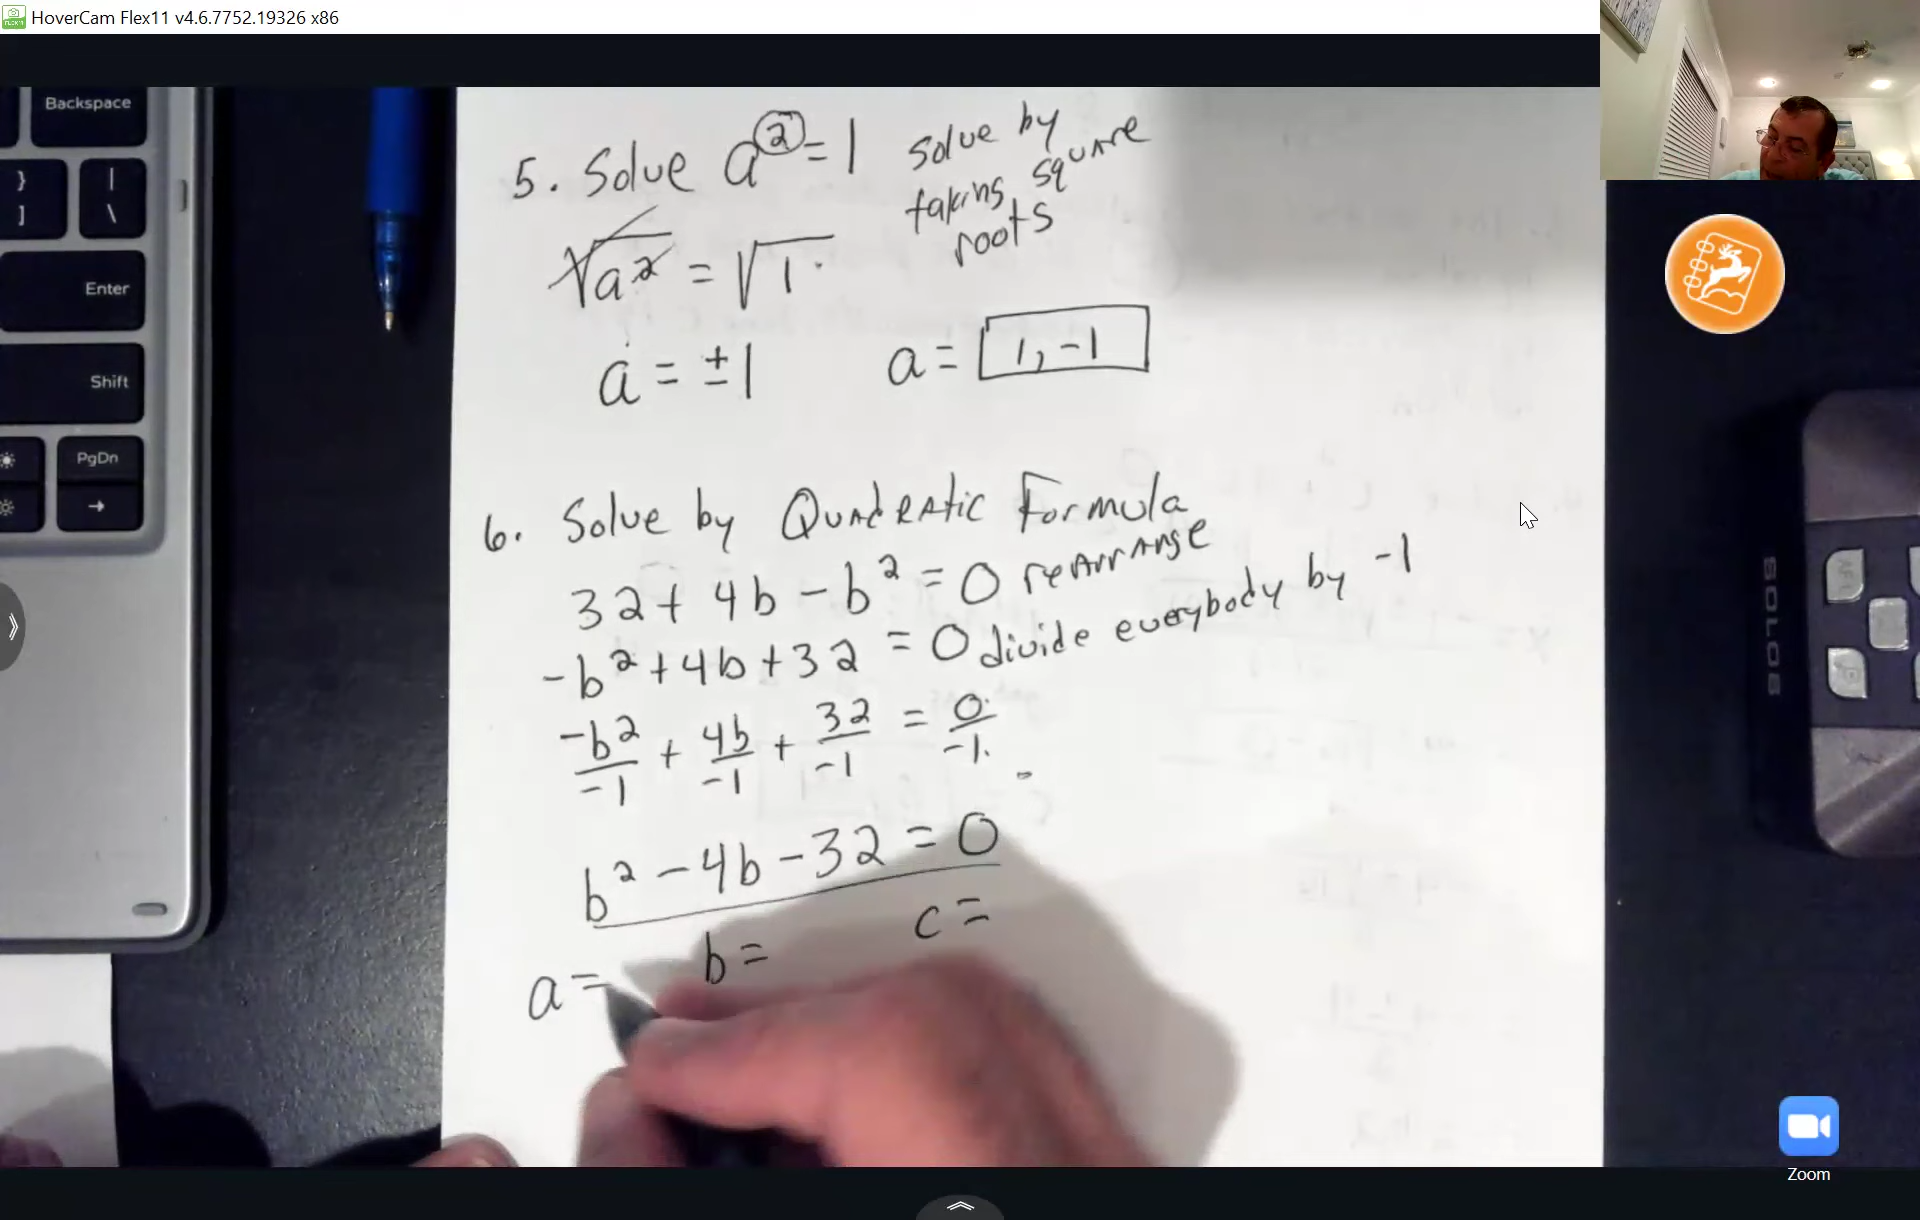 HoverCam Flex11 v4.6.7752.19326 x86
Backspace
}
]
|
\
Enter
Shift
PgDn
→
5. Solve a² = 1 solve by
taking square
roots
√a² = √1
a = ±1 a = 1, -1
6. Solve by Quadratic Formula
32 + 4b - b² = 0 rearrange
-b² + 4b + 32 = 0 divide everybody by -1
-b²/-1 + 4b/-1 + 32/-1 = 0/-1
b² - 4b - 32 = 0
a = b = c =
SOLO8
Zoom